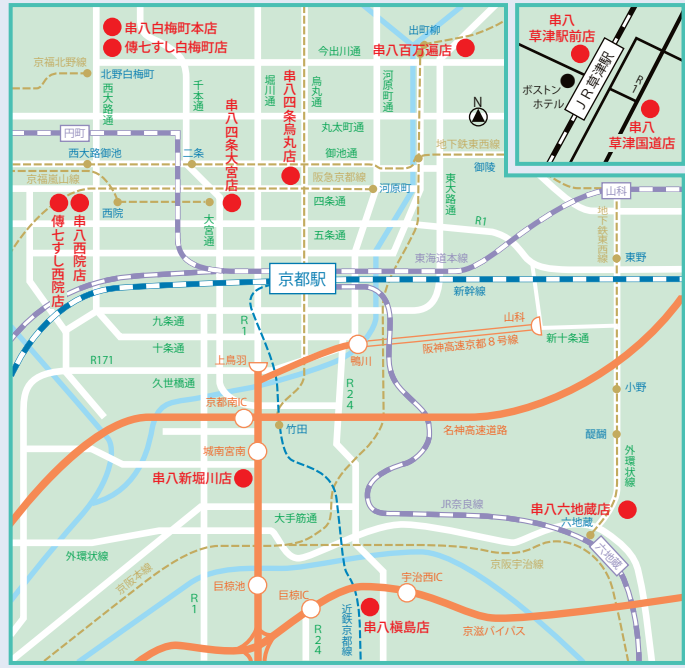 串八白梅町本店
傳七すし白梅町店
出町柳
串八百万遍店
今出川通
京福北野線
北野白梅町
西大路通
千本通
堀川通
串八四条烏丸店
烏丸通
河原町通
串八四条大宮店
丸太町通
N
円町
地下鉄東西線
御池通
西大路御池
二条
御陵
京福嵐山線
阪急京都線
河原町
東大路通
山科
四条通
西院
大宮通
R1
地下鉄東西線
傳七すし西院店
串八西院店
五条通
東海道本線
東野
京都駅
新幹線
九条通
R1
山科
十条通
新十条通
上鳥羽
鴨川
阪神高速京都8号線
R171
久世橋通
R24
小野
京都南IC
竹田
名神高速道路
醍醐
城南宮南
外環状線
串八新堀川店
JR奈良線
串八六地蔵店
大手筋通
六地蔵
外環状線
京阪本線
京阪宇治線
六地蔵
巨椋池
宇治西IC
R1
巨椋IC
R24
近鉄京都線
串八槇島店
京滋バイパス
串八
草津駅前店
JR草津駅
R1
ボストン
ホテル
串八
草津国道店